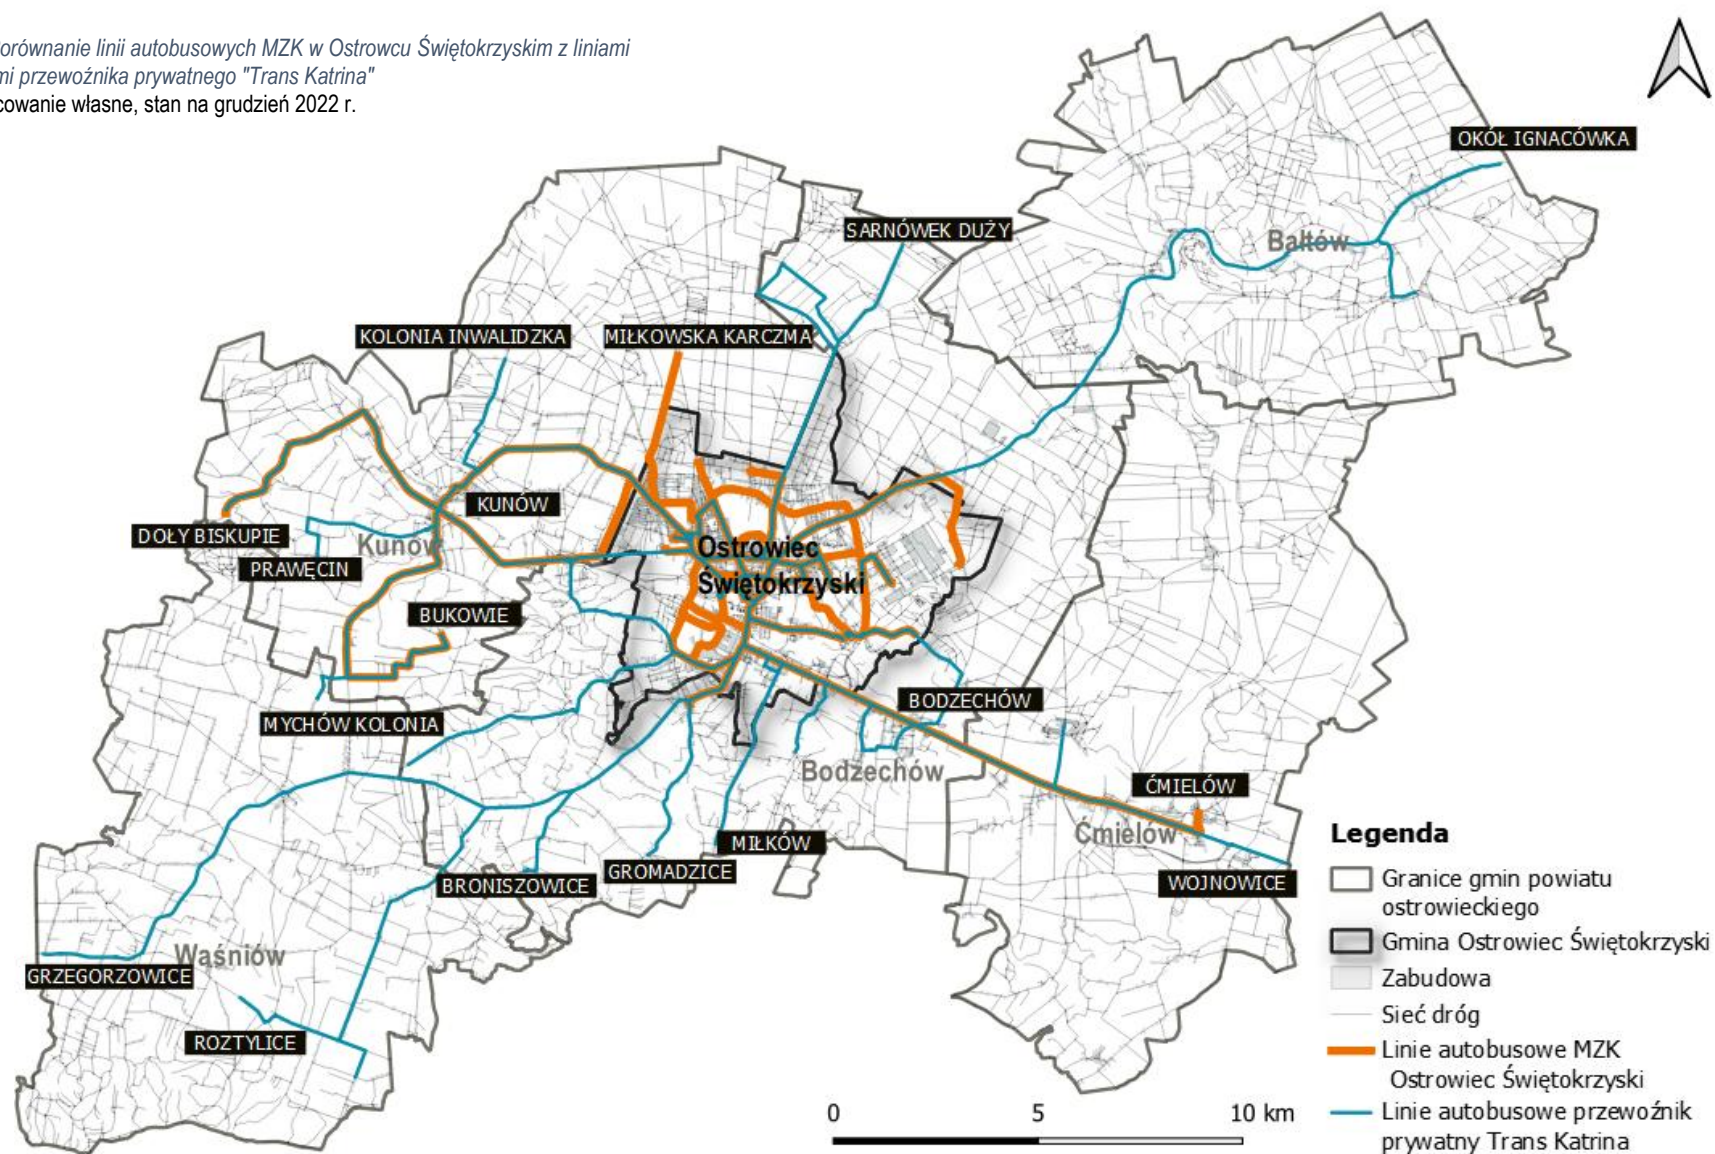 orównanie linii autobusowych MZK w Ostrowcu Świętokrzyskim z liniami
mi przewoźnika prywatnego "Trans Katrina"
cowanie własne, stan na grudzień 2022 r.
OKÓŁ IGNACÓWKA
SARNÓWEK DUŻY
Bałtów
KOLONIA INWALIDZKA
MIŁKOWSKA KARCZMA
KUNÓW
DOŁY BISKUPIE
Kunów
PRAWĘCIN
Ostrowiec
Świętokrzyski
BUKOWIE
BODZECHÓW
MYCHÓW KOLONIA
Bodzechów
ĆMIELÓW
Ćmielów
MIŁKÓW
GROMADZICE
BRONISZOWICE
WOJNOWICE
Waśniów
GRZEGORZOWICE
ROZTYLICE
Legenda
Granice gmin powiatu
ostrowieckiego
Gmina Ostrowiec Świętokrzyski
Zabudowa
Sieć dróg
Linie autobusowe MZK
Ostrowiec Świętokrzyski
Linie autobusowe przewoźnik
prywatny Trans Katrina
0 5 10 km